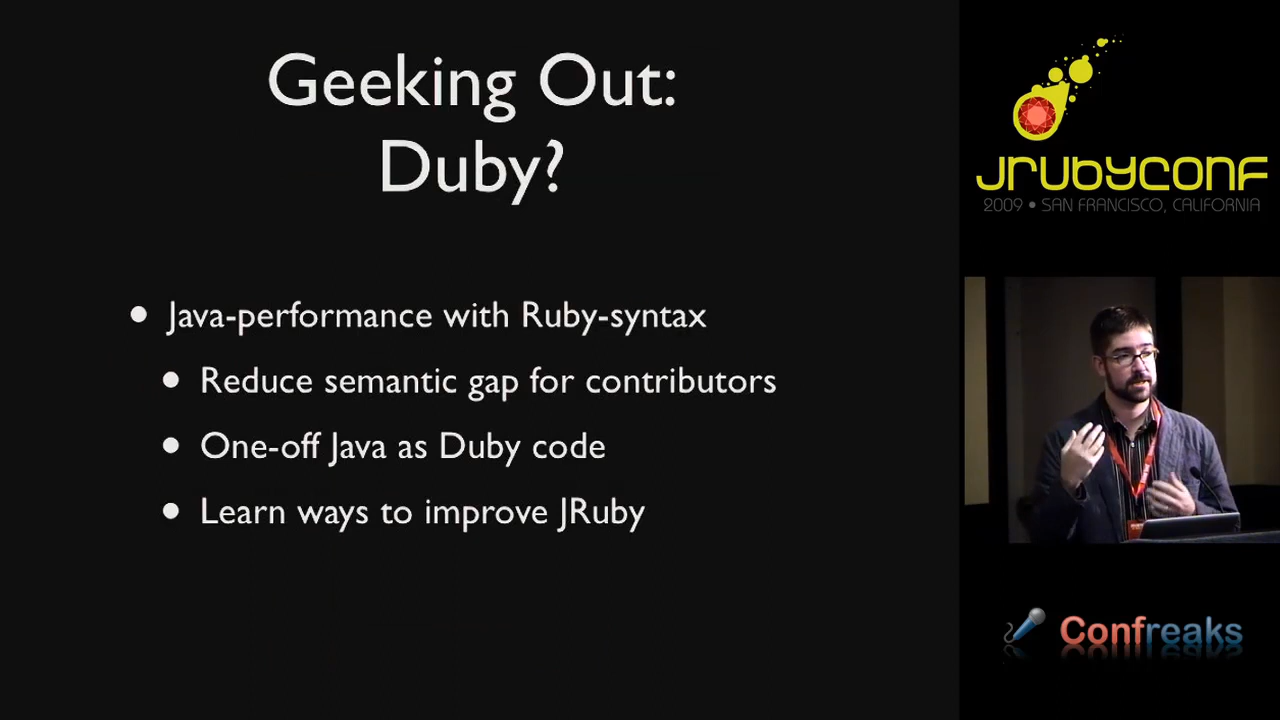 Geeking Out:
Duby?
• Java-performance with Ruby-syntax
• Reduce semantic gap for contributors
• One-off Java as Duby code
• Learn ways to improve JRuby
JRUBYCONF
2009 • SAN FRANCISCO, CALIFORNIA
Confreaks